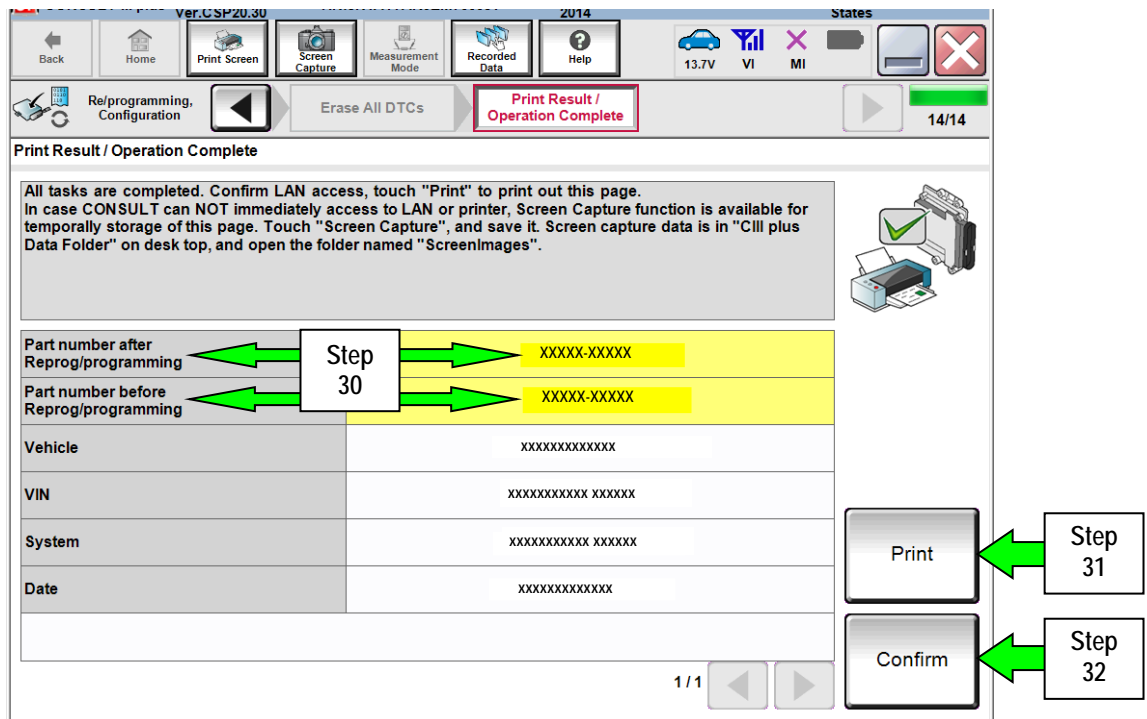 Ver.CSP20.30
2014
States
Back
Home
Print Screen
Screen
Capture
Measurement
Mode
Recorded
Data
Help
13.7V
VI
MI
Re/programming,
Configuration
Erase All DTCs
Print Result /
Operation Complete
14/14
Print Result / Operation Complete
All tasks are completed. Confirm LAN access, touch "Print" to print out this page.
In case CONSULT can NOT immediately access to LAN or printer, Screen Capture function is available for
temporally storage of this page. Touch "Screen Capture", and save it. Screen capture data is in "CIII plus
Data Folder" on desk top, and open the folder named "ScreenImages".
Part number after
Reprog/programming
XXXXX-XXXXX
Step
30
Part number before
Reprog/programming
XXXXX-XXXXX
Vehicle
XXXXXXXXXXXXX
VIN
XXXXXXXXXXX XXXXXX
System
XXXXXXXXXXX XXXXXX
Date
XXXXXXXXXXXXX
Print
Step
31
Confirm
Step
32
1/1